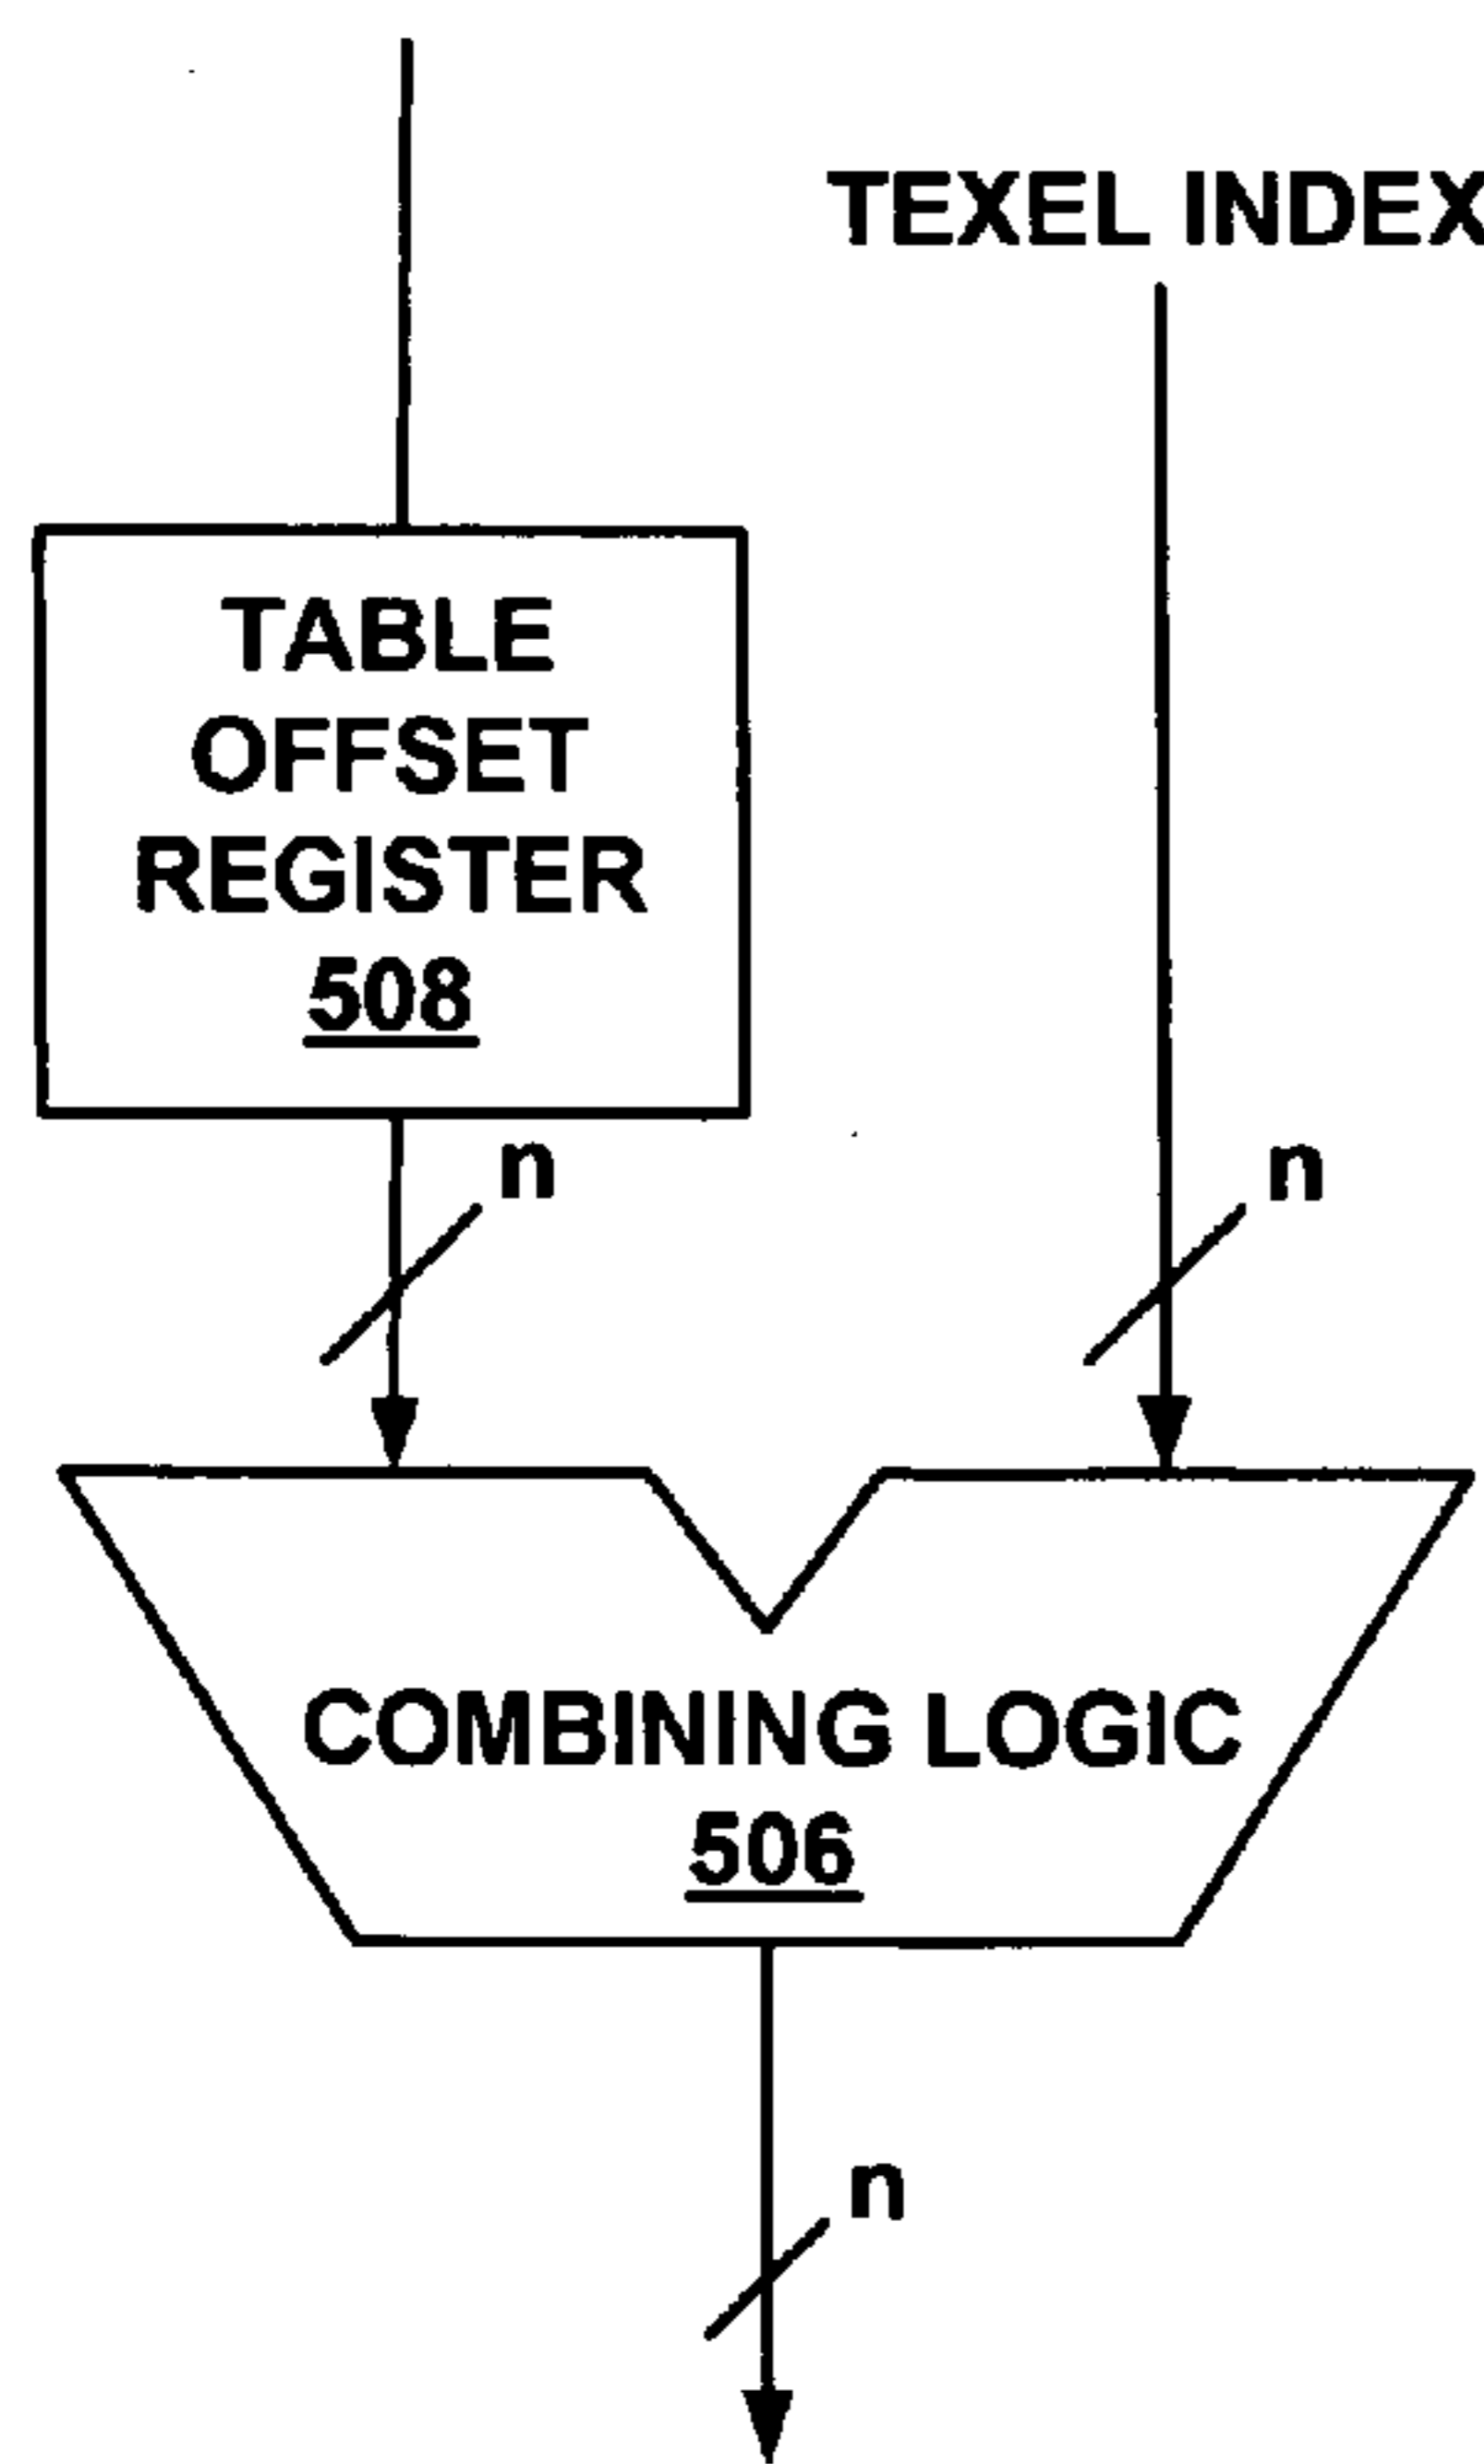 TEXEL INDEX
TABLE
OFFSET
REGISTER
508
n
n
COMBINING LOGIC
506
n